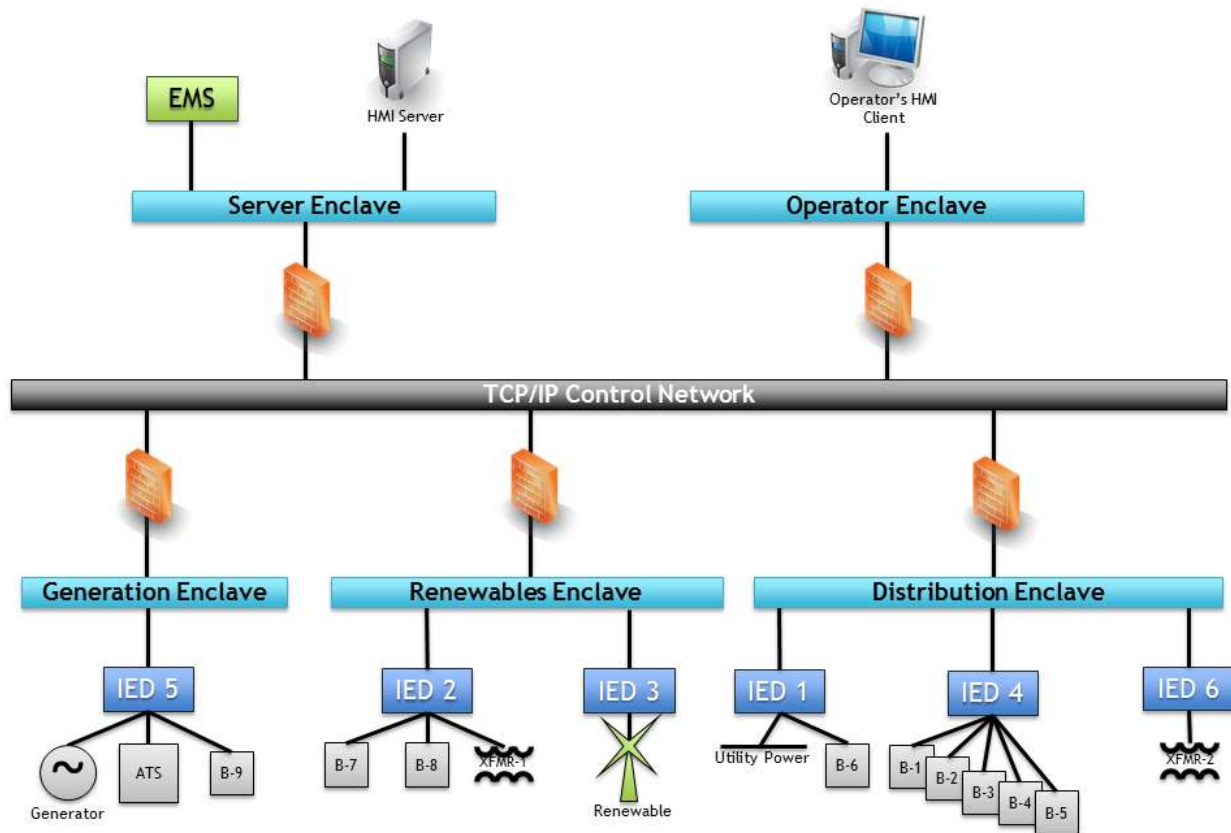 EMS
HMI Server
Operator's HMI
Client
Server Enclave
Operator Enclave
TCP/IP Control Network
Generation Enclave
Renewables Enclave
Distribution Enclave
IED 5
IED 2
IED 3
IED 1
IED 4
IED 6
Generator
ATS
B-9
B-7
B-8
XFMR-1
Renewable
Utility Power
B-6
B-1
B-2
B-3
B-4
B-5
XFMR-2